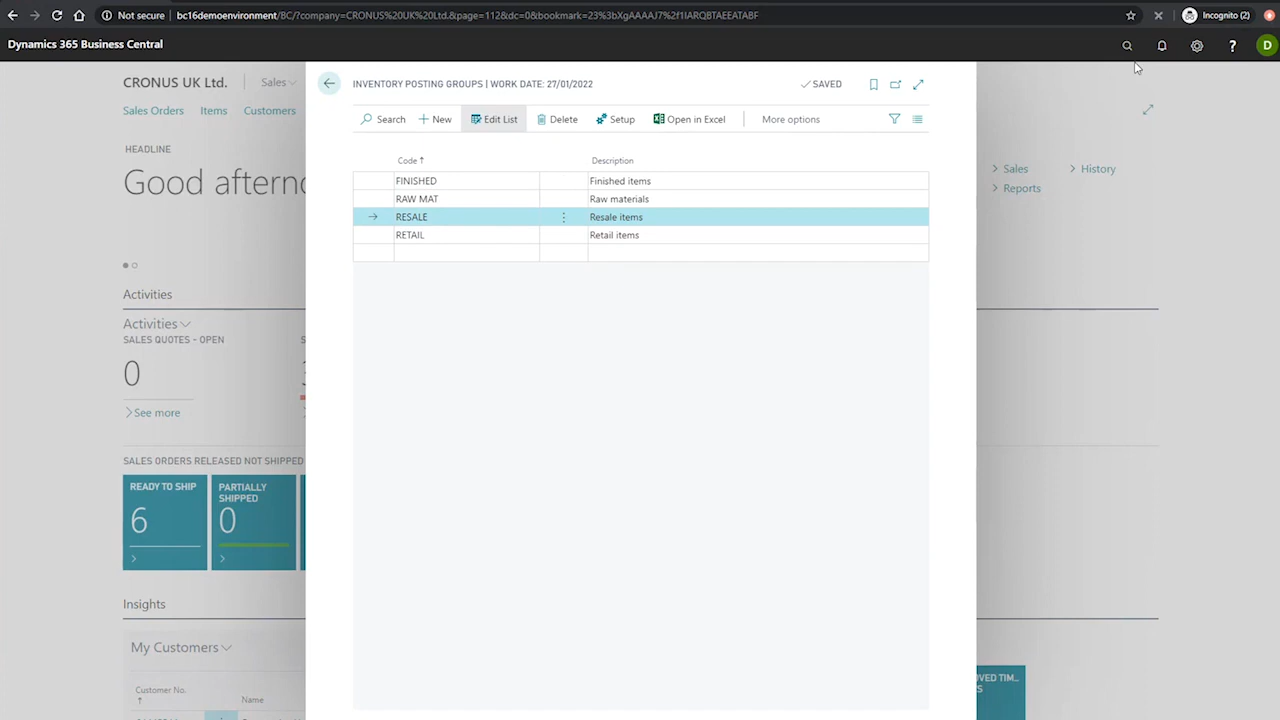 Not secure
bc16demoenvironment/BC/?company=CRONUS%20UK%20Ltd.&page=112&dc=0&bookmark=23%3bXgAAAAJ7%2f1IARQBTAEEATABF
Incognito (2)
Dynamics 365 Business Central
?
D
CRONUS UK Ltd.
Sales
Sales Orders
Items
Customers
INVENTORY POSTING GROUPS | WORK DATE: 27/01/2022
SAVED
Search
New
Edit List
Delete
Setup
Open in Excel
More options
Code ↑
Description
FINISHED
Finished items
RAW MAT
Raw materials
RESALE
Resale items
RETAIL
Retail items
HEADLINE
Good afterno
Sales
History
Reports
Activities
Activities
SALES QUOTES - OPEN
S
0
See more
SALES ORDERS RELEASED NOT SHIPPED
READY TO SHIP
6
PARTIALLY
SHIPPED
0
Insights
My Customers
Customer No.
↑
Name
OVED TIM...
S